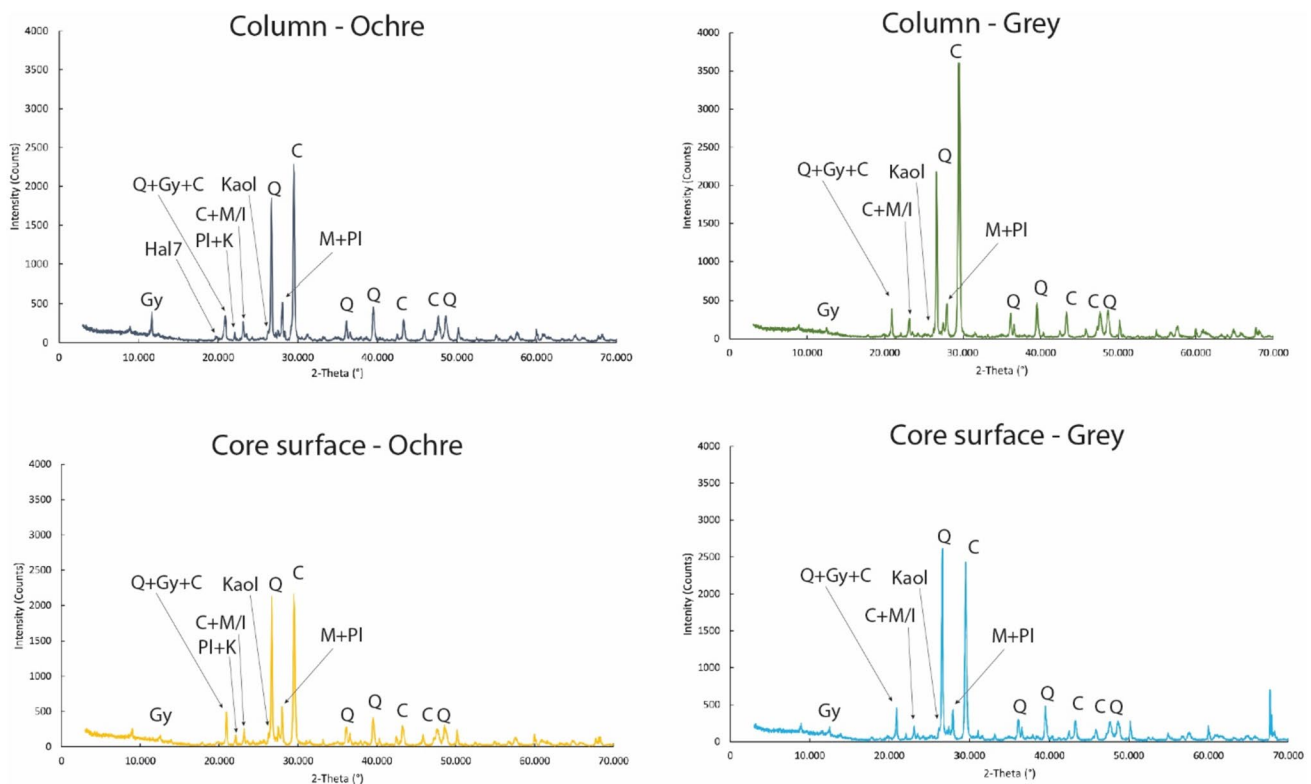 Column - Ochre
4000
3500
3000
2500
2000
1500
1000
500
0
Intensity (Counts)
Q+Gy+C
Kaol
C+M/I
Pl+K
Hal7
Gy
Q
C
M+Pl
Q
Q
C
C Q
0 10.000 20.000 30.000 40.000 50.000 60.000 70.000
2-Theta (°)
Column - Grey
4000
3500
3000
2500
2000
1500
1000
500
0
Intensity (Counts)
C
Q
Q+Gy+C
Kaol
C+M/I
M+Pl
Gy
Q
Q
C
C Q
0 10.000 20.000 30.000 40.000 50.000 60.000 70.000
2-Theta (°)
Core surface - Ochre
4000
3500
3000
2500
2000
1500
1000
500
0
Intensity (Counts)
Q+Gy+C
Kaol
Q
C
C+M/I
Pl+K
M+Pl
Gy
Q
Q
C
C Q
0 10.000 20.000 30.000 40.000 50.000 60.000 70.000
2-Theta (°)
Core surface - Grey
4000
3500
3000
2500
2000
1500
1000
500
0
Intensity (Counts)
Q
C
Q+Gy+C
Kaol
C+M/I
M+Pl
Gy
Q
Q
C
C Q
0 10.000 20.000 30.000 40.000 50.000 60.000 70.000
2-Theta (°)